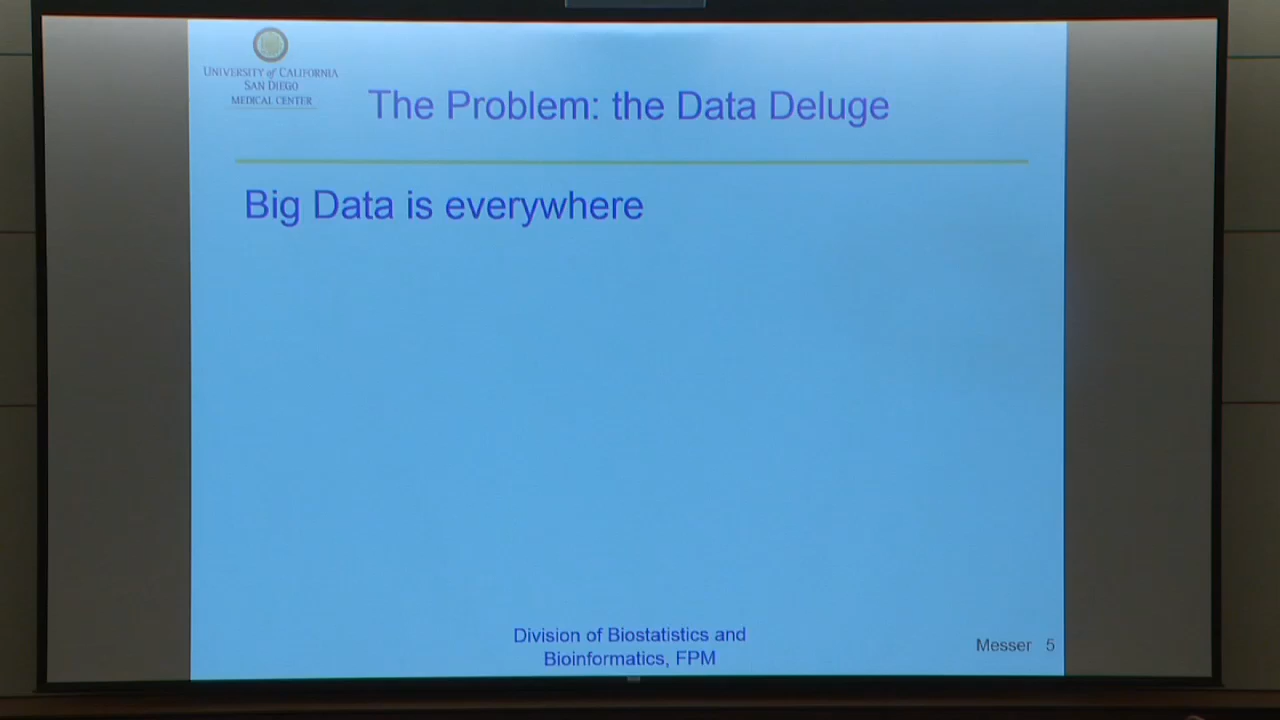 UNIVERSITY of CALIFORNIA
SAN DIEGO
MEDICAL CENTER
The Problem: the Data Deluge
Big Data is everywhere
Division of Biostatistics and
Bioinformatics, FPM
Messer 5